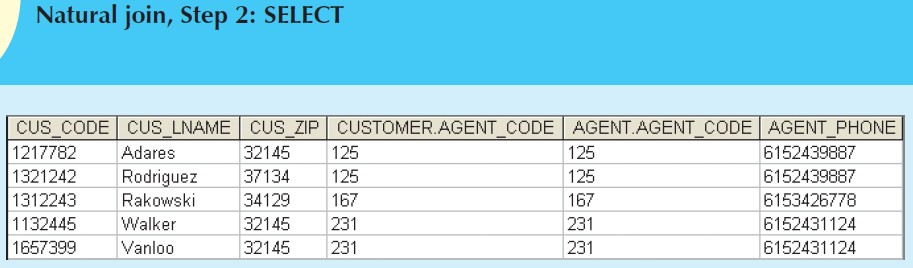 Natural join, Step 2: SELECT
CUS_CODE CUS_LNAME CUS_ZIP CUSTOMER.AGENT_CODE AGENT.AGENT_CODE AGENT_PHONE
1217782 Adares 32145 125 125 6152439887
1321242 Rodriguez 37134 125 125 6152439887
1312243 Rakowski 34129 167 167 6153426778
1132445 Walker 32145 231 231 6152431124
1657399 Vanloo 32145 231 231 6152431124